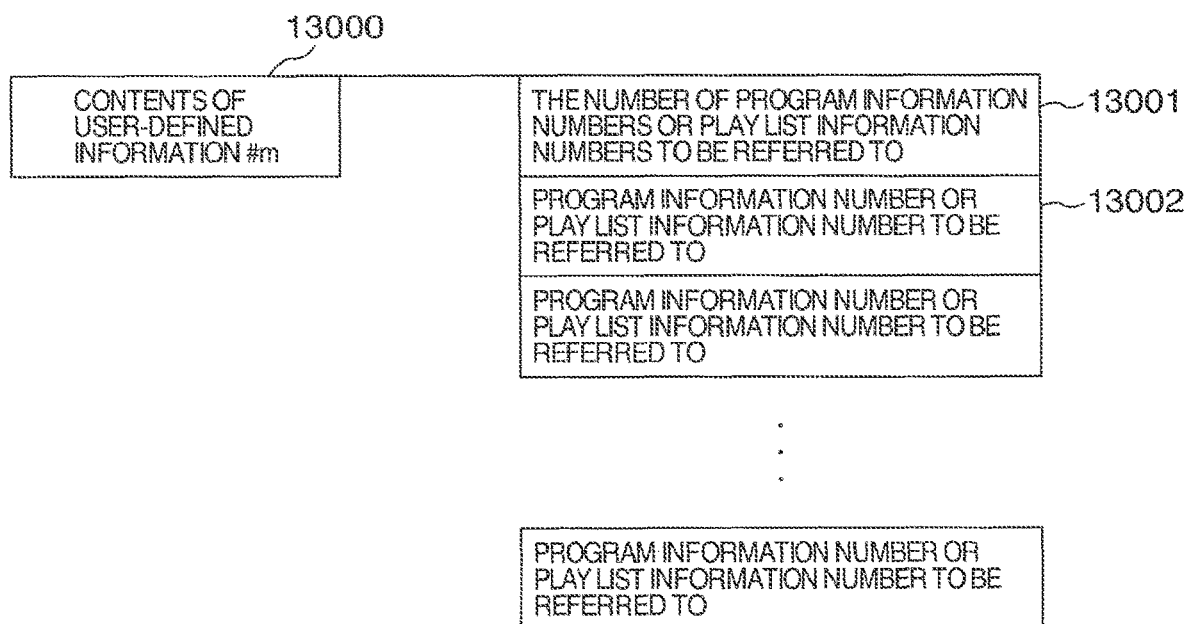 13000
CONTENTS OF
USER-DEFINED
INFORMATION #m
THE NUMBER OF PROGRAM INFORMATION
NUMBERS OR PLAY LIST INFORMATION
NUMBERS TO BE REFERRED TO
13001
PROGRAM INFORMATION NUMBER OR
PLAY LIST INFORMATION NUMBER TO BE
REFERRED TO
13002
PROGRAM INFORMATION NUMBER OR
PLAY LIST INFORMATION NUMBER TO BE
REFERRED TO
PROGRAM INFORMATION NUMBER OR
PLAY LIST INFORMATION NUMBER TO BE
REFERRED TO